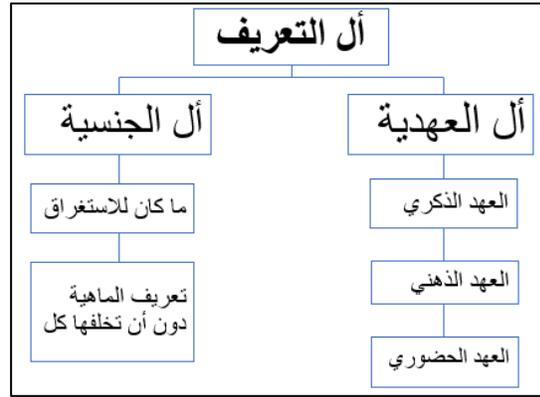 أل التعريف
أل العهدية
العهد الذكري
العهد الذهني
العهد الحضوري
أل الجنسية
ما كان للاستغراق
تعريف الماهية
دون أن تخلفها كل